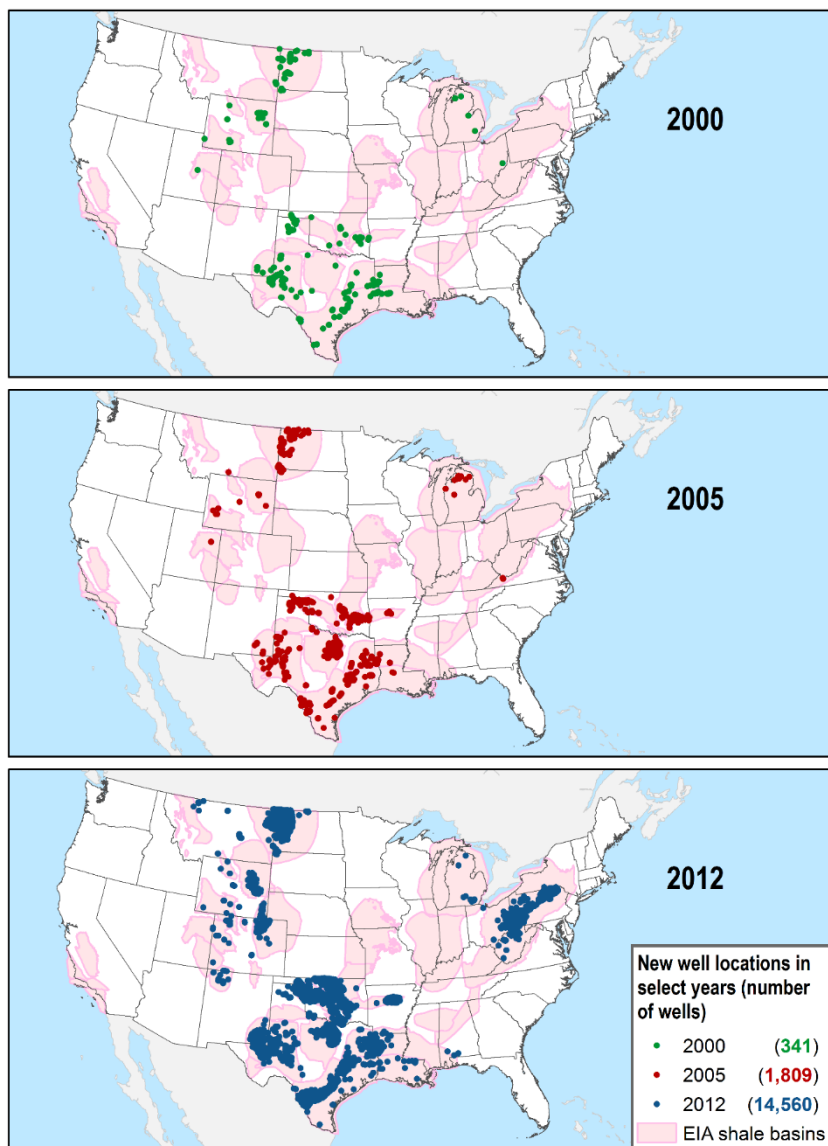 2000
2005
2012
New well locations in
select years (number
of wells)
2000 (341)
2005 (1,809)
2012 (14,560)
EIA shale basins